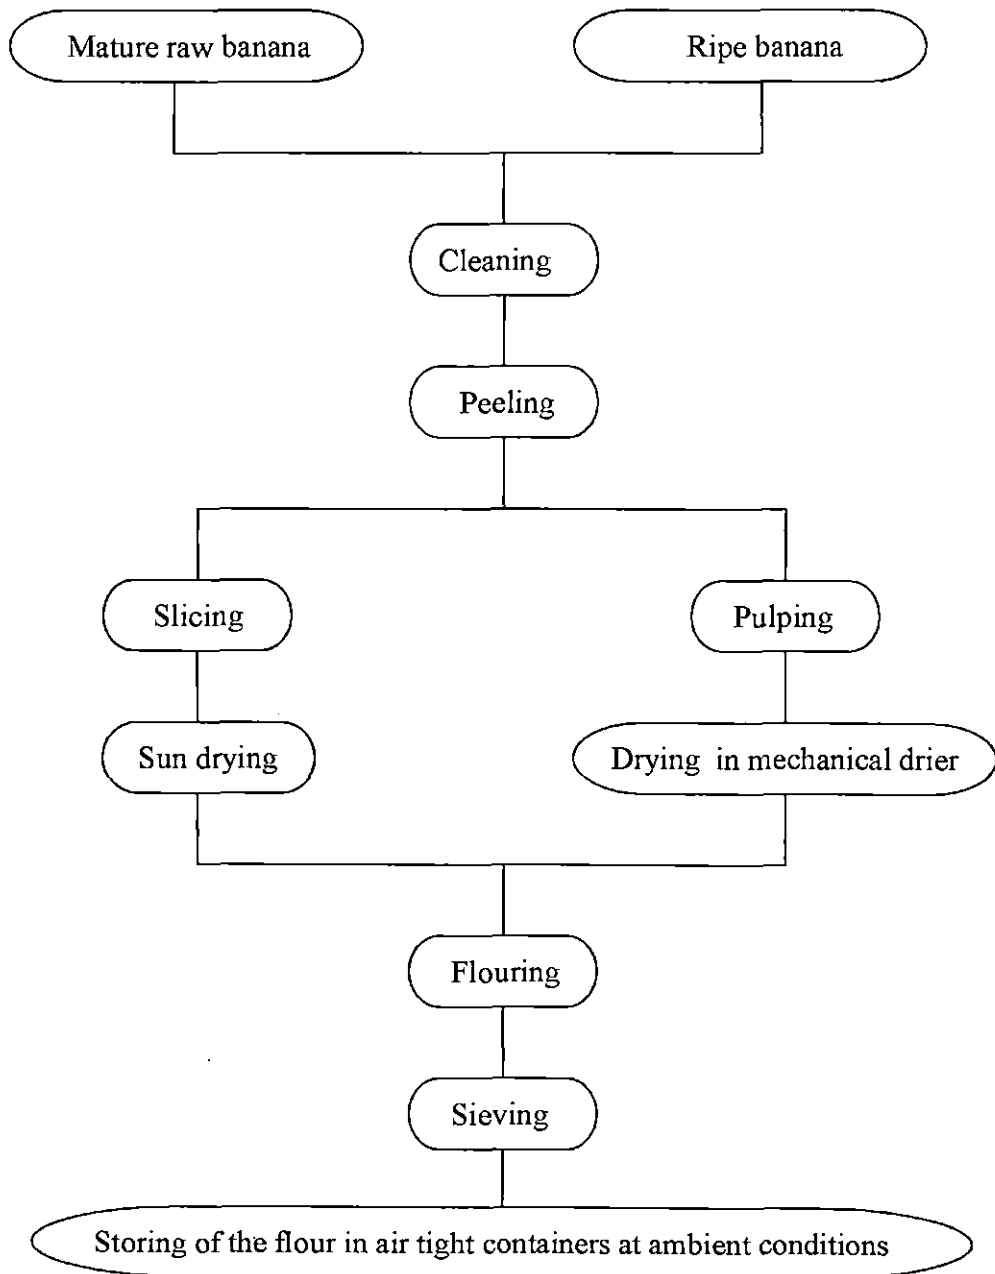 Mature raw banana
Ripe banana
Cleaning
Peeling
Slicing
Pulping
Sun drying
Drying in mechanical drier
Flouring
Sieving
Storing of the flour in air tight containers at ambient conditions